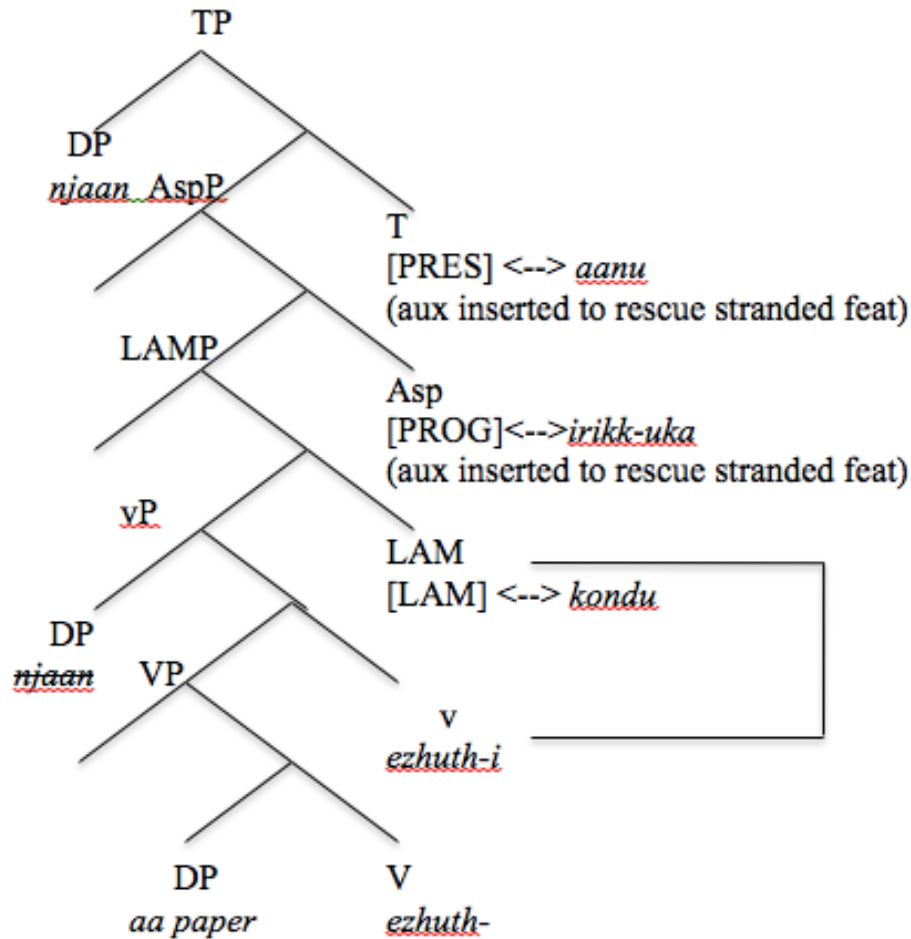 TP
DP
njaan AspP
T
[PRES] <--> aanu
(aux inserted to rescue stranded feat)
LAMP
Asp
[PROG]<-->irikk-uka
(aux inserted to rescue stranded feat)
vP
LAM
[LAM] <--> kondu
DP
njaan
VP
v
ezhuth-i
DP
aa paper
V
ezhuth-